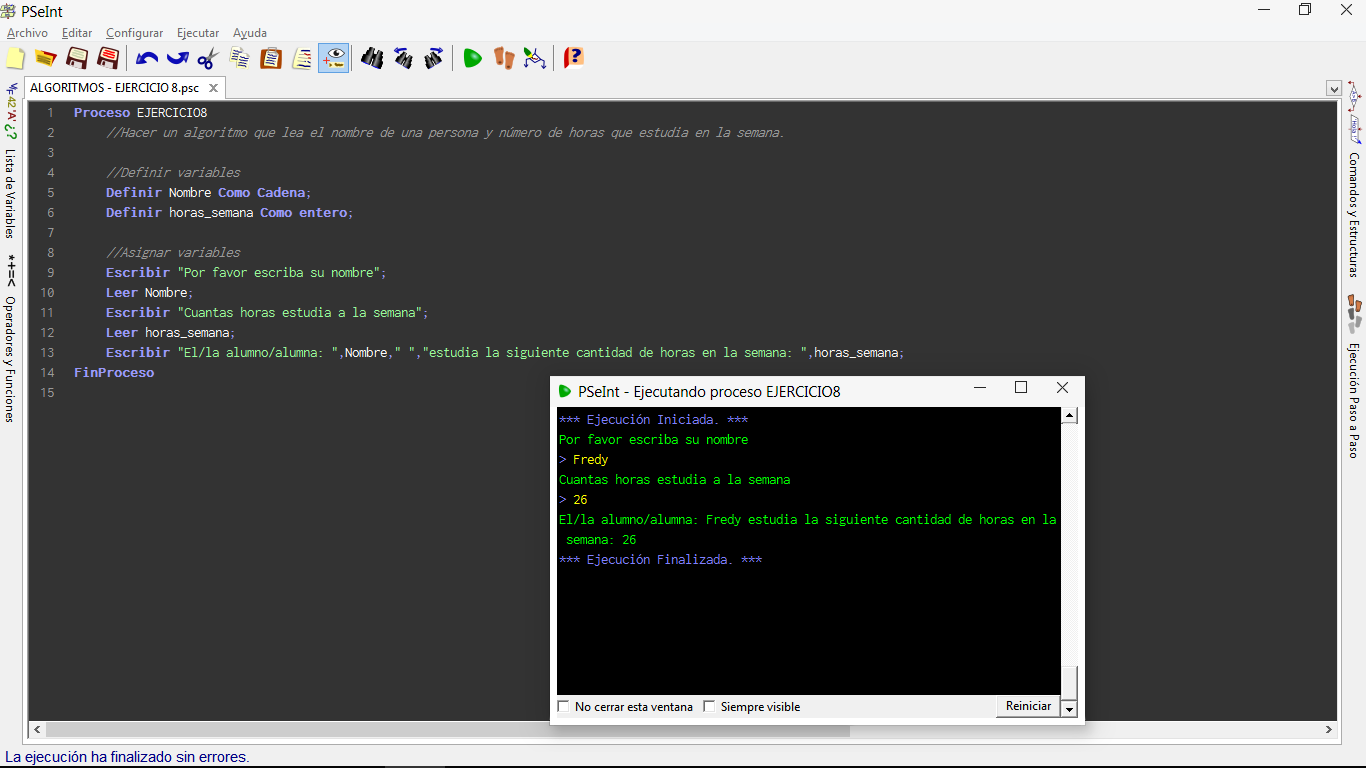 PSeInt
Archivo Editar Configurar Ejecutar Ayuda
ALGORITMOS - EJERCICIO 8.psc
1 Proceso EJERCICIO8
2 //Hacer un algoritmo que lea el nombre de una persona y número de horas que estudia en la semana.
3
4 //Definir variables
5 Definir Nombre Como Cadena;
6 Definir horas_semana Como entero;
7
8 //Asignar variables
9 Escribir "Por favor escriba su nombre";
10 Leer Nombre;
11 Escribir "Cuantas horas estudia a la semana";
12 Leer horas_semana;
13 Escribir "El/la alumno/alumna: ",Nombre," ","estudia la siguiente cantidad de horas en la semana: ",horas_semana;
14 FinProceso
15
Lista de Variables
*+=< Operadores y Funciones
Comandos y Estructuras
Ejecución Paso a Paso
PSeInt - Ejecutando proceso EJERCICIO8
*** Ejecución Iniciada. ***
Por favor escriba su nombre
> Fredy
Cuantas horas estudia a la semana
> 26
El/la alumno/alumna: Fredy estudia la siguiente cantidad de horas en la
semana: 26
*** Ejecución Finalizada. ***
No cerrar esta ventana Siempre visible Reiniciar
La ejecución ha finalizado sin errores.